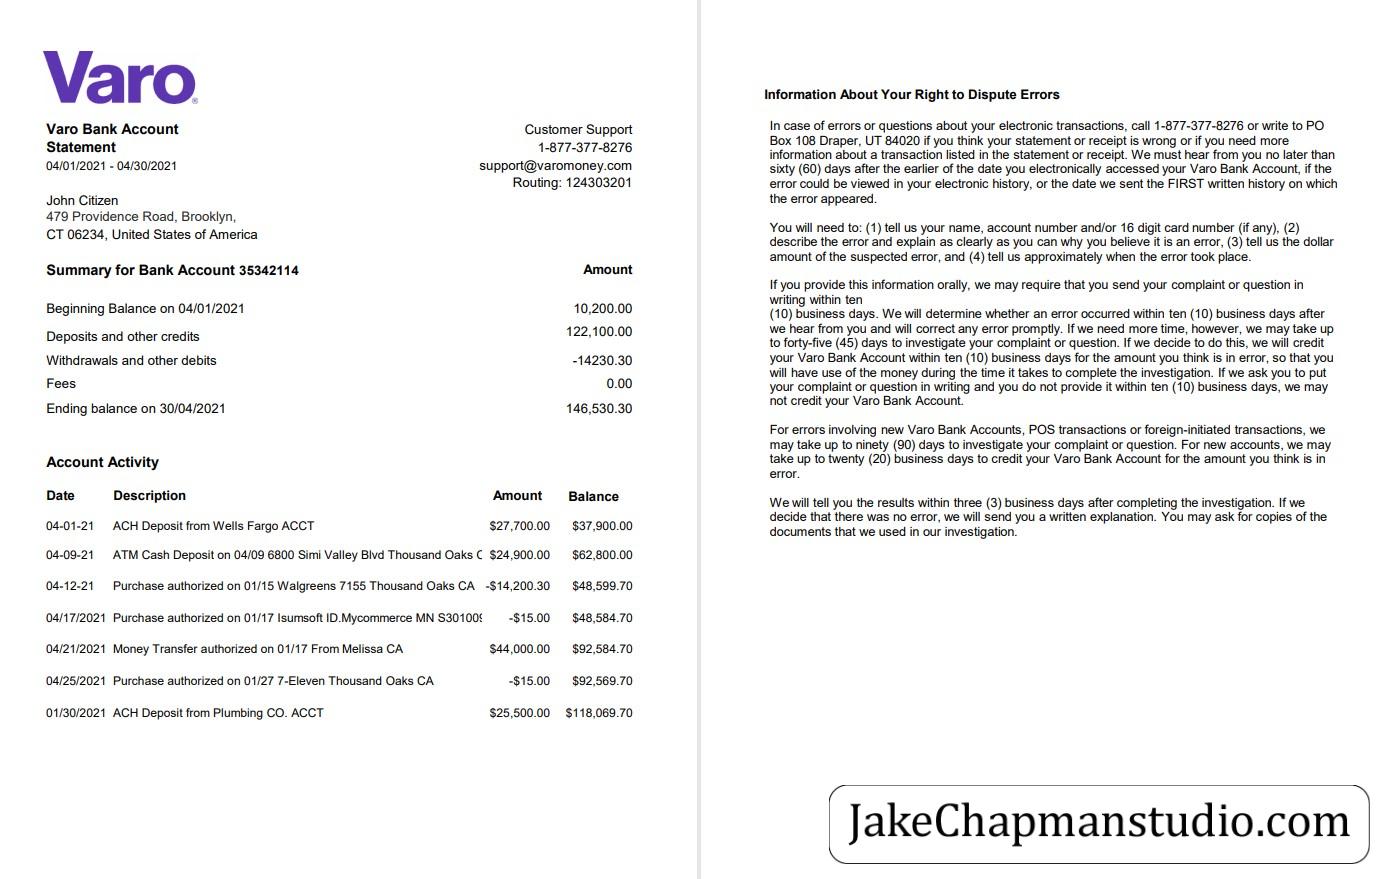 Varo®
Varo Bank Account
Statement
04/01/2021 - 04/30/2021
Customer Support
1-877-377-8276
support@varomoney.com
Routing: 124303201
John Citizen
479 Providence Road, Brooklyn,
CT 06234, United States of America
Summary for Bank Account 35342114 Amount
Beginning Balance on 04/01/2021 10,200.00
Deposits and other credits 122,100.00
Withdrawals and other debits -14230.30
Fees 0.00
Ending balance on 30/04/2021 146,530.30
Account Activity
Date Description Amount Balance
04-01-21 ACH Deposit from Wells Fargo ACCT $27,700.00 $37,900.00
04-09-21 ATM Cash Deposit on 04/09 6800 Simi Valley Blvd Thousand Oaks C $24,900.00 $62,800.00
04-12-21 Purchase authorized on 01/15 Walgreens 7155 Thousand Oaks CA -$14,200.30 $48,599.70
04/17/2021 Purchase authorized on 01/17 Isumsoft ID.Mycommerce MN S301009 -$15.00 $48,584.70
04/21/2021 Money Transfer authorized on 01/17 From Melissa CA $44,000.00 $92,584.70
04/25/2021 Purchase authorized on 01/27 7-Eleven Thousand Oaks CA -$15.00 $92,569.70
01/30/2021 ACH Deposit from Plumbing CO. ACCT $25,500.00 $118,069.70
Information About Your Right to Dispute Errors
In case of errors or questions about your electronic transactions, call 1-877-377-8276 or write to PO
Box 108 Draper, UT 84020 if you think your statement or receipt is wrong or if you need more
information about a transaction listed in the statement or receipt. We must hear from you no later than
sixty (60) days after the earlier of the date you electronically accessed your Varo Bank Account, if the
error could be viewed in your electronic history, or the date we sent the FIRST written history on which
the error appeared.
You will need to: (1) tell us your name, account number and/or 16 digit card number (if any), (2)
describe the error and explain as clearly as you can why you believe it is an error, (3) tell us the dollar
amount of the suspected error, and (4) tell us approximately when the error took place.
If you provide this information orally, we may require that you send your complaint or question in
writing within ten
(10) business days. We will determine whether an error occurred within ten (10) business days after
we hear from you and will correct any error promptly. If we need more time, however, we may take up
to forty-five (45) days to investigate your complaint or question. If we decide to do this, we will credit
your Varo Bank Account within ten (10) business days for the amount you think is in error, so that you
will have use of the money during the time it takes to complete the investigation. If we ask you to put
your complaint or question in writing and you do not provide it within ten (10) business days, we may
not credit your Varo Bank Account.
For errors involving new Varo Bank Accounts, POS transactions or foreign-initiated transactions, we
may take up to ninety (90) days to investigate your complaint or question. For new accounts, we may
take up to twenty (20) business days to credit your Varo Bank Account for the amount you think is in
error.
We will tell you the results within three (3) business days after completing the investigation. If we
decide that there was no error, we will send you a written explanation. You may ask for copies of the
documents that we used in our investigation.
JakeChapmanstudio.com